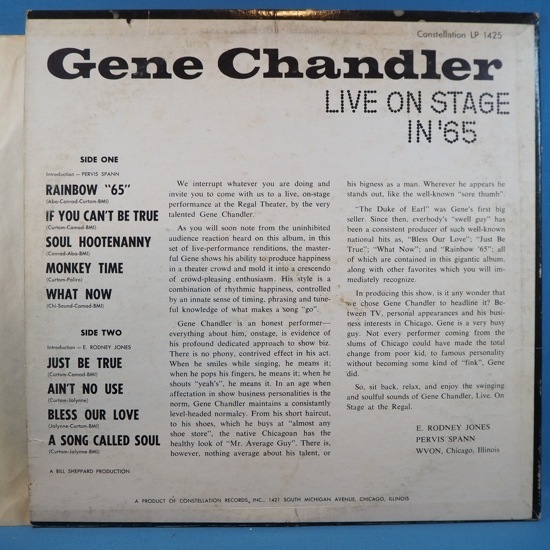 Constellation LP 1425
Gene Chandler
LIVE ON STAGE
IN '65
SIDE ONE
Introduction — PERVIS SPANN
RAINBOW "65"
(Aba-Conrad-Curtom-BMI)
IF YOU CAN'T BE TRUE
(Curtom-Camad-BMI)
SOUL HOOTENANNY
(Conrad-Aba-BMI)
MONKEY TIME
(Curtom-Palira)
WHAT NOW
(Chi-Sound-Camad-BMI)
SIDE TWO
Introduction — E. RODNEY JONES
JUST BE TRUE
(Curtom-Camad-BMI)
AIN'T NO USE
(Curtom-Jalynne)
BLESS OUR LOVE
(Jalynne-Curtom-BMI)
A SONG CALLED SOUL
(Curtom-Jalynne-BMI)
A BILL SHEPPARD PRODUCTION
We interrupt whatever you are doing and
invite you to come with us to a live, on-stage
performance at the Regal Theater, by the very
talented Gene Chandler.
As you will soon note from the uninhibited
audience reaction heard on this album, in this
set of live-performance renditions, the master-
ful Gene shows his ability to produce happiness
in a theater crowd and mold it into a crescendo
of crowd-pleasing enthusiasm. His style is a
combination of rhythmic happiness, controlled
by an innate sense of timing, phrasing and tune-
ful knowledge of what makes a song "go".
Gene Chandler is an honest performer—
everything about him, onstage, is evidence of
his profound dedicated approach to show biz.
There is no phony, contrived effect in his act.
When he smiles while singing, he means it;
when he pops his fingers, he means it; when he
shouts "yeah's", he means it. In an age when
affectation in show business personalities is the
norm, Gene Chandler maintains a consistantly
level-headed normalcy. From his short haircut,
to his shoes, which he buys at "almost any
shoe store", the native Chicagoan has the
healthy look of "Mr. Average Guy". There is,
however, nothing average about his talent, or
his bigness as a man. Wherever he appears he
stands out, like the well-known "sore thumb".
"The Duke of Earl" was Gene's first big
seller. Since then, everbody's "swell guy" has
been a consistent producer of such well-known
national hits as, "Bless Our Love"; "Just Be
True"; "What Now"; and "Rainbow '65"; all
of which are contained in this gigantic album,
along with other favorites which you will im-
mediately recognize.
In producing this show, is it any wonder that
we chose Gene Chandler to headline it? Be-
tween TV, personal appearances and his busi-
ness interests in Chicago, Gene is a very busy
guy. Not every performer coming from the
slums of Chicago could have made the total
change from poor kid, to famous personality
without becoming some kind of "fink", Gene
did.
So, sit back, relax, and enjoy the swinging
and soulful sounds of Gene Chandler, Live. On
Stage at the Regal.
E. RODNEY JONES
PERVIS SPANN
WVON, Chicago, Illinois
A PRODUCT OF CONSTELLATION RECORDS, INC., 1421 SOUTH MICHIGAN AVENUE, CHICAGO, ILLINOIS